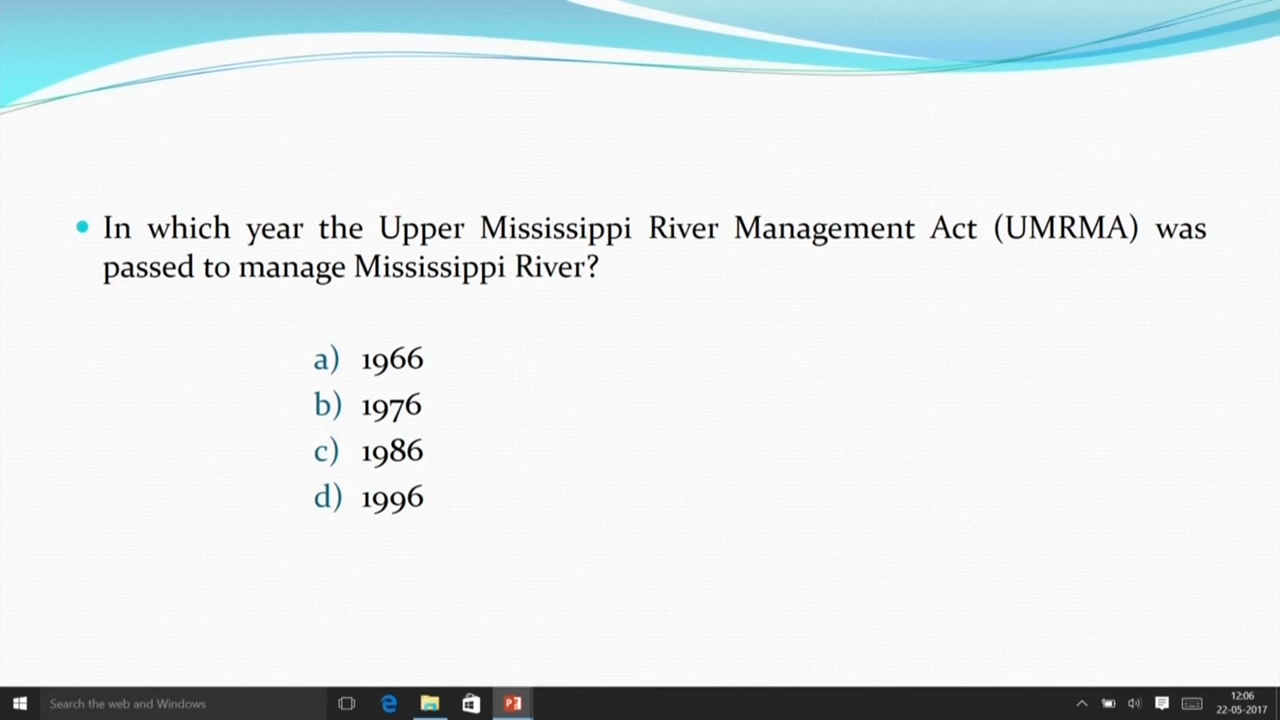 • In which year the Upper Mississippi River Management Act (UMRMA) was
passed to manage Mississippi River?
a) 1966
b) 1976
c) 1986
d) 1996
Search the web and Windows
12:06
22-05-2017